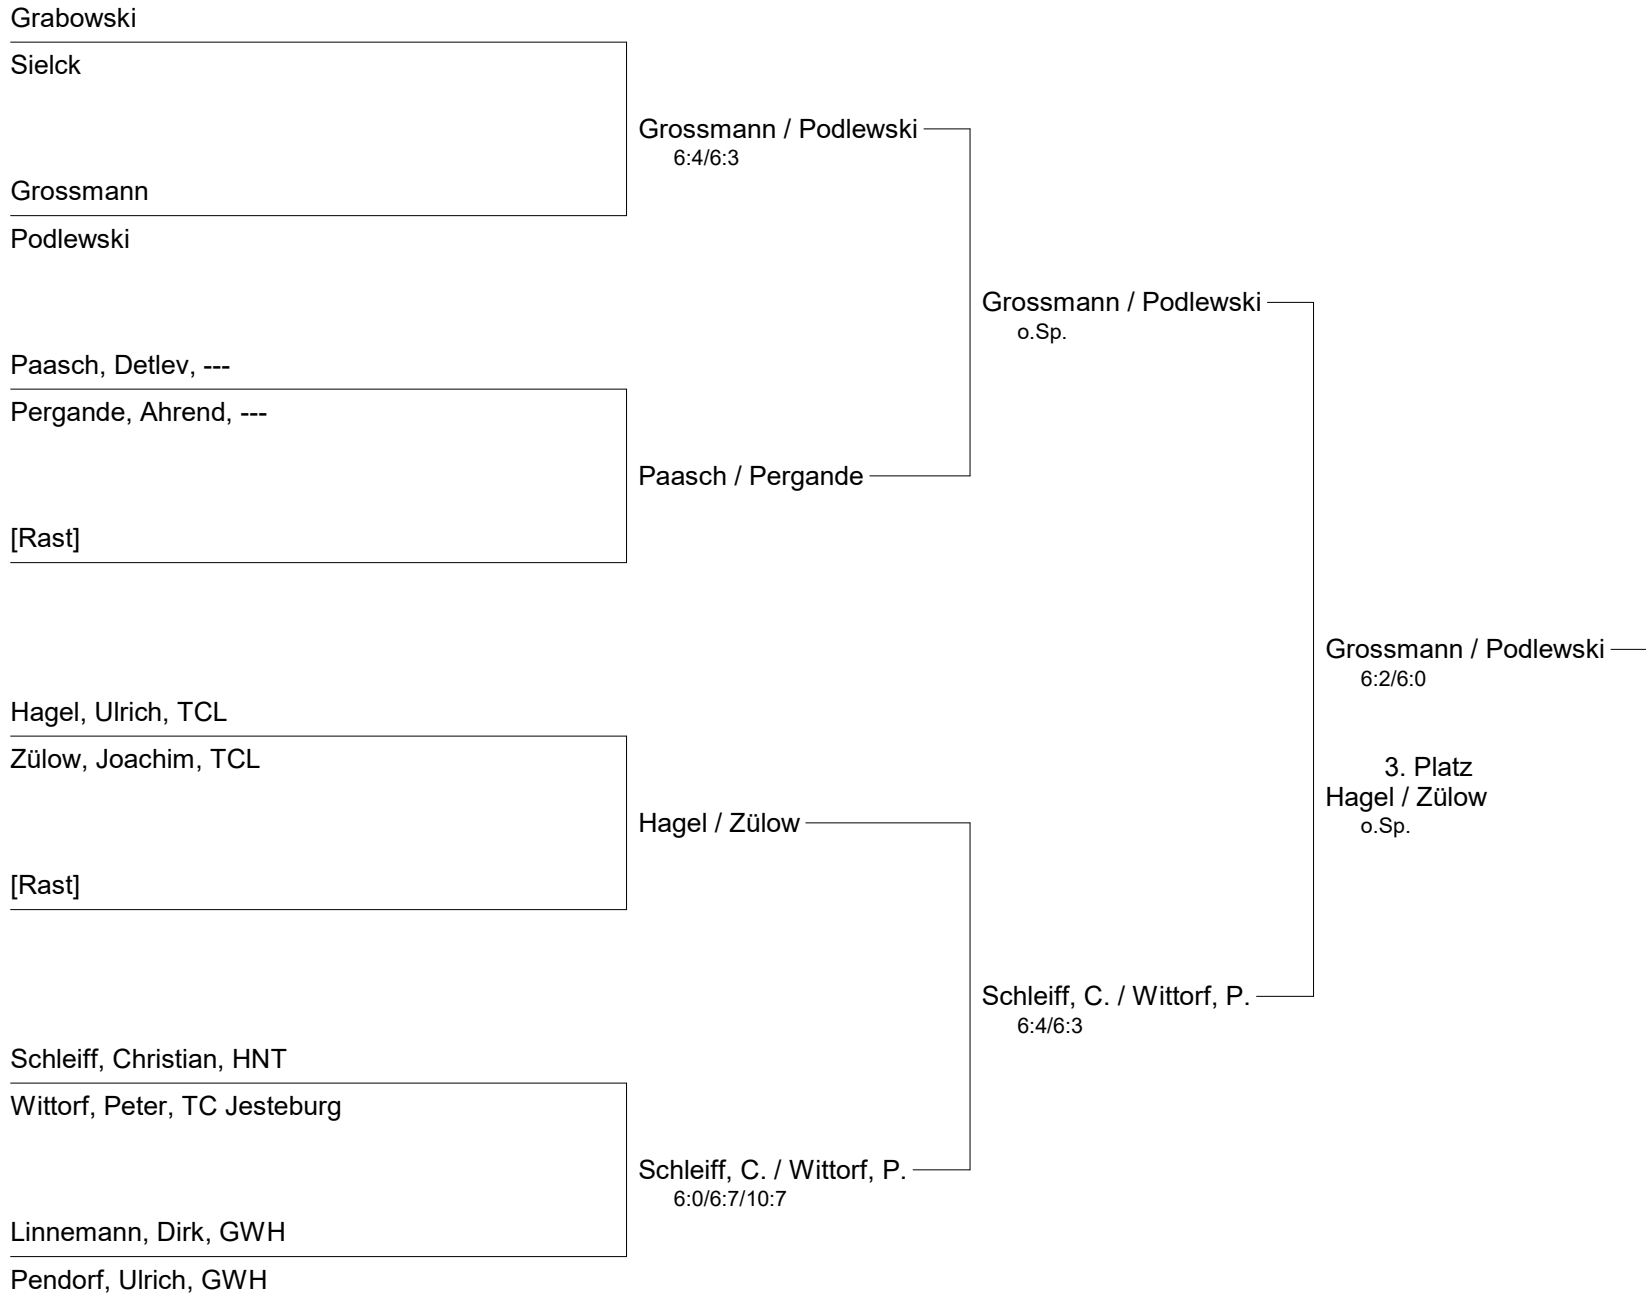 Grabowski
Sielck
Grossmann / Podlewski
6:4/6:3
Grossmann
Podlewski
Grossmann / Podlewski
o.Sp.
Paasch, Detlev, ---
Pergande, Ahrend, ---
Paasch / Pergande
[Rast]
Grossmann / Podlewski
6:2/6:0
Hagel, Ulrich, TCL
Zülow, Joachim, TCL
3. Platz
Hagel / Zülow
o.Sp.
Hagel / Zülow
[Rast]
Schleiff, C. / Wittorf, P.
6:4/6:3
Schleiff, Christian, HNT
Wittorf, Peter, TC Jesteburg
Schleiff, C. / Wittorf, P.
6:0/6:7/10:7
Linnemann, Dirk, GWH
Pendorf, Ulrich, GWH